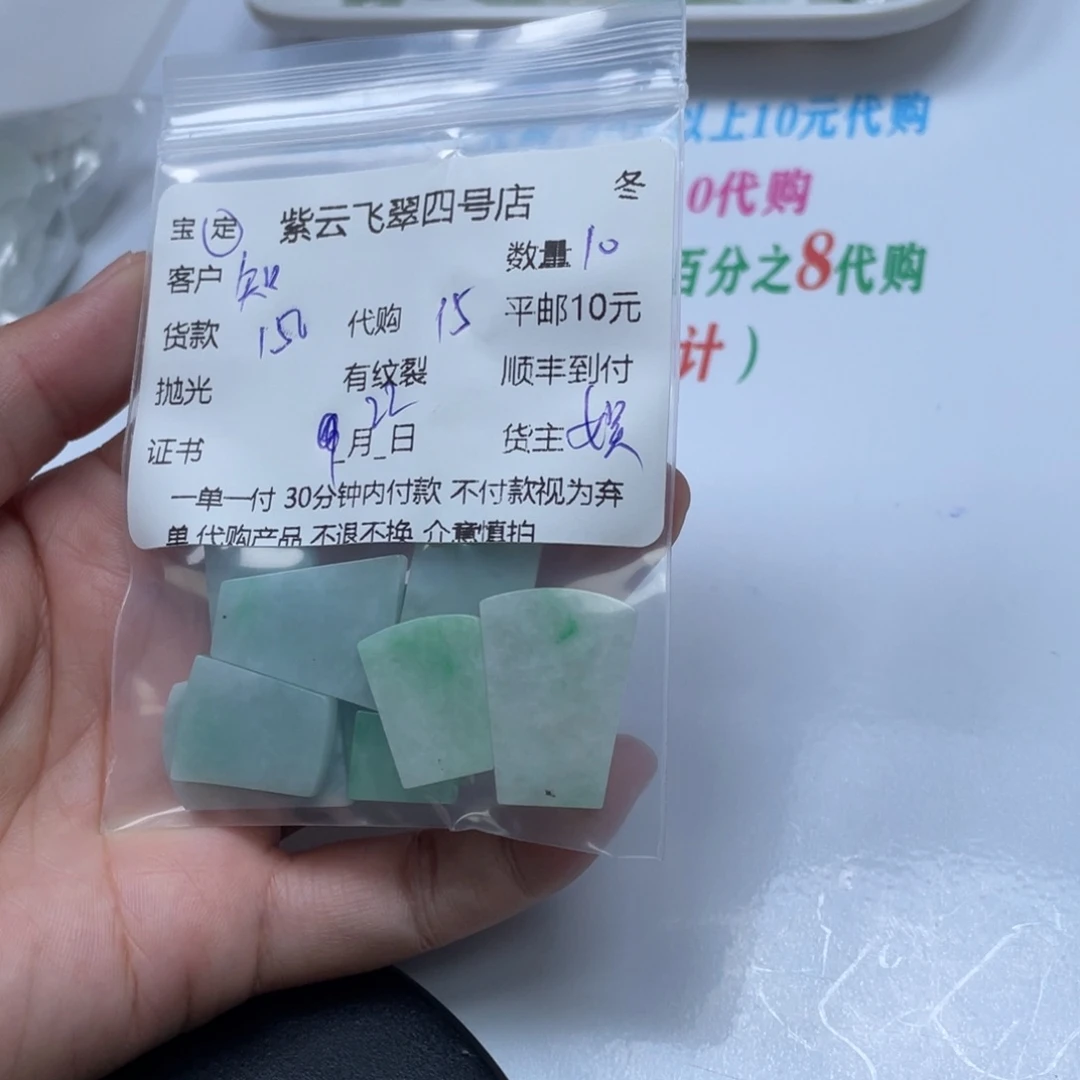 紫云飞翠四号店 冬
宝 定
客户 知 数量 10
货款 150 代购 15 平邮10元
抛光 有纹裂 顺丰到付
证书 9月22日 货主 娱
一单一付 30分钟内付款 不付款视为弃
单 代购产品 不退不换 介意慎拍
以上10元代购
0代购
百分之8代购
计）